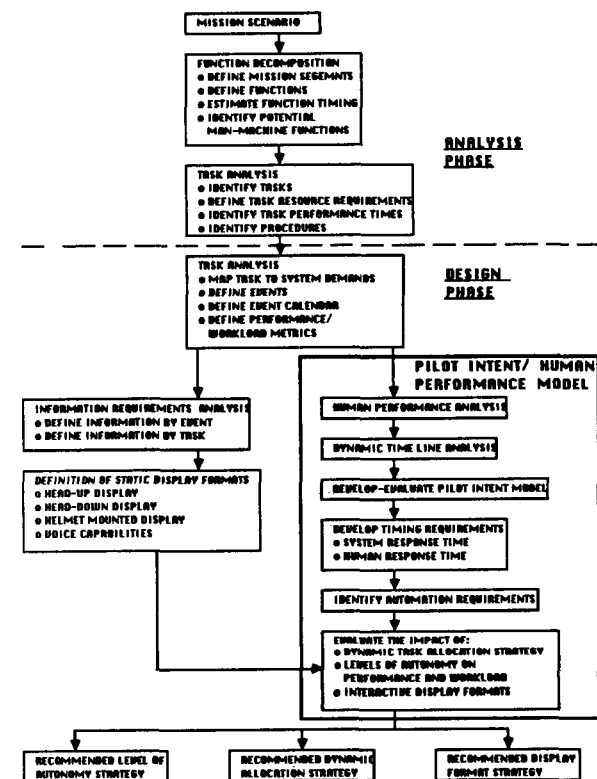 MISSION SCENARIO
FUNCTION DECOMPOSITION
• DEFINE MISSION SEGEMNTS
• DEFINE FUNCTIONS
• ESTIMATE FUNCTION TIMING
• IDENTIFY POTENTIAL
MAN-MACHINE FUNCTIONS
ANALYSIS
PHASE
TASK ANALYSIS
• IDENTIFY TASKS
• DEFINE TASK RESOURCE REQUIREMENTS
• IDENTIFY TASK PERFORMANCE TIMES
• IDENTIFY PROCEDURES
TASK ANALYSIS
• MAP TASK TO SYSTEM DEMANDS
• DEFINE EVENTS
• DEFINE EVENT CALENDAR
• DEFINE PERFORMANCE/
WORKLOAD METRICS
DESIGN
PHASE
PILOT INTENT/ HUMAN
PERFORMANCE MODEL
INFORMATION REQUIREMENTS ANALYSIS
• DEFINE INFORMATION BY EVENT
• DEFINE INFORMATION BY TASK
DEFINITION OF STATIC DISPLAY FORMATS
• HEAD-UP DISPLAY
• HEAD-DOWN DISPLAY
• HELMET MOUNTED DISPLAY
• VOICE CAPABILITIES
HUMAN PERFORMANCE ANALYSIS
DYNAMIC TIME LINE ANALYSIS
DEVELOP-EVALUATE PILOT INTENT MODEL
DEVELOP TIMING REQUIREMENTS
• SYSTEM RESPONSE TIME
• HUMAN RESPONSE TIME
IDENTIFY AUTOMATION REQUIREMENTS
EVALUATE THE IMPACT OF:
• DYNAMIC TASK ALLOCATION STRATEGY
• LEVELS OF AUTONOMY ON
PERFORMANCE AND WORKLOAD
• INTERACTIVE DISPLAY FORMATS
RECOMMENDED LEVEL OF
AUTONOMY STRATEGY
RECOMMENDED DYNAMIC
ALLOCATION STRATEGY
RECOMMENDED DISPLAY
FORMAT STRATEGY